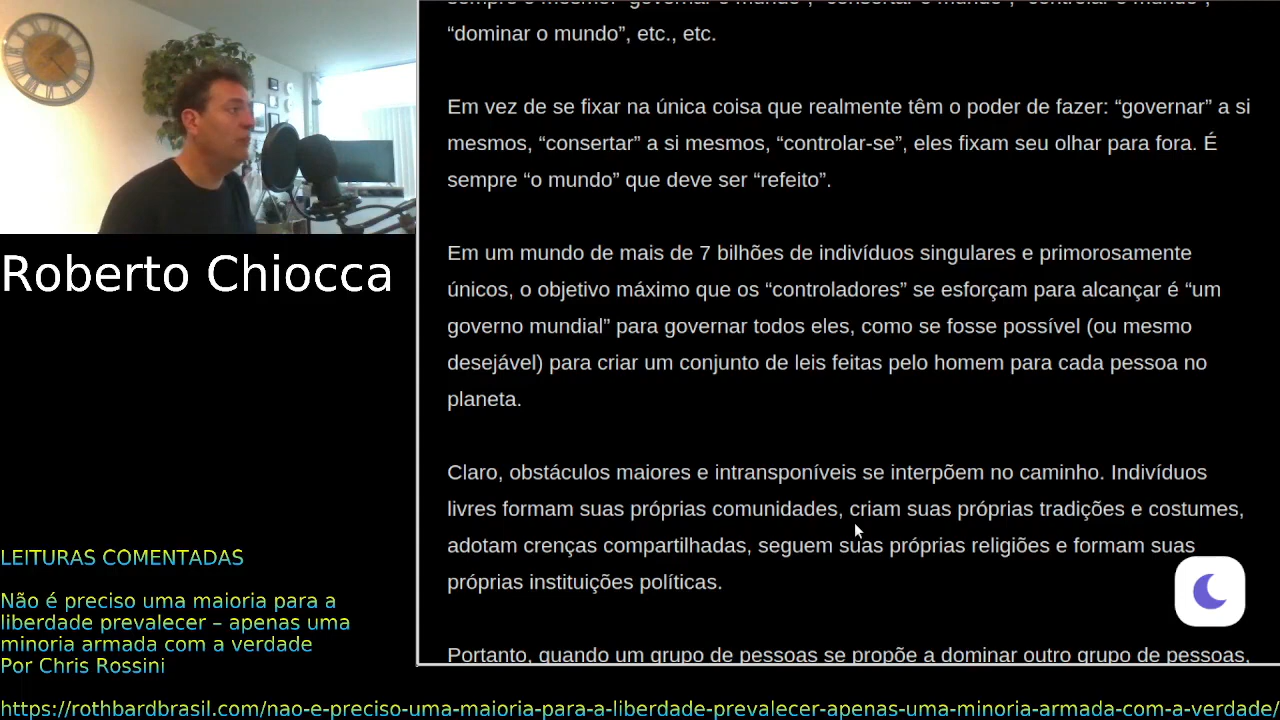 “dominar o mundo”, etc., etc.
Em vez de se fixar na única coisa que realmente têm o poder de fazer: “governar” a si
mesmos, “consertar” a si mesmos, “controlar-se”, eles fixam seu olhar para fora. É
sempre “o mundo” que deve ser “refeito”.
Em um mundo de mais de 7 bilhões de indivíduos singulares e primorosamente
únicos, o objetivo máximo que os “controladores” se esforçam para alcançar é “um
governo mundial” para governar todos eles, como se fosse possível (ou mesmo
desejável) para criar um conjunto de leis feitas pelo homem para cada pessoa no
planeta.
Claro, obstáculos maiores e intransponíveis se interpõem no caminho. Indivíduos
livres formam suas próprias comunidades, criam suas próprias tradições e costumes,
adotam crenças compartilhadas, seguem suas próprias religiões e formam suas
próprias instituições políticas.
Portanto, quando um grupo de pessoas se propõe a dominar outro grupo de pessoas,
Roberto Chiocca
LEITURAS COMENTADAS
Não é preciso uma maioria para a
liberdade prevalecer – apenas uma
minoria armada com a verdade
Por Chris Rossini
https://rothbardbrasil.com/nao-e-preciso-uma-maioria-para-a-liberdade-prevalecer-apenas-uma-minoria-armada-com-a-verdade/